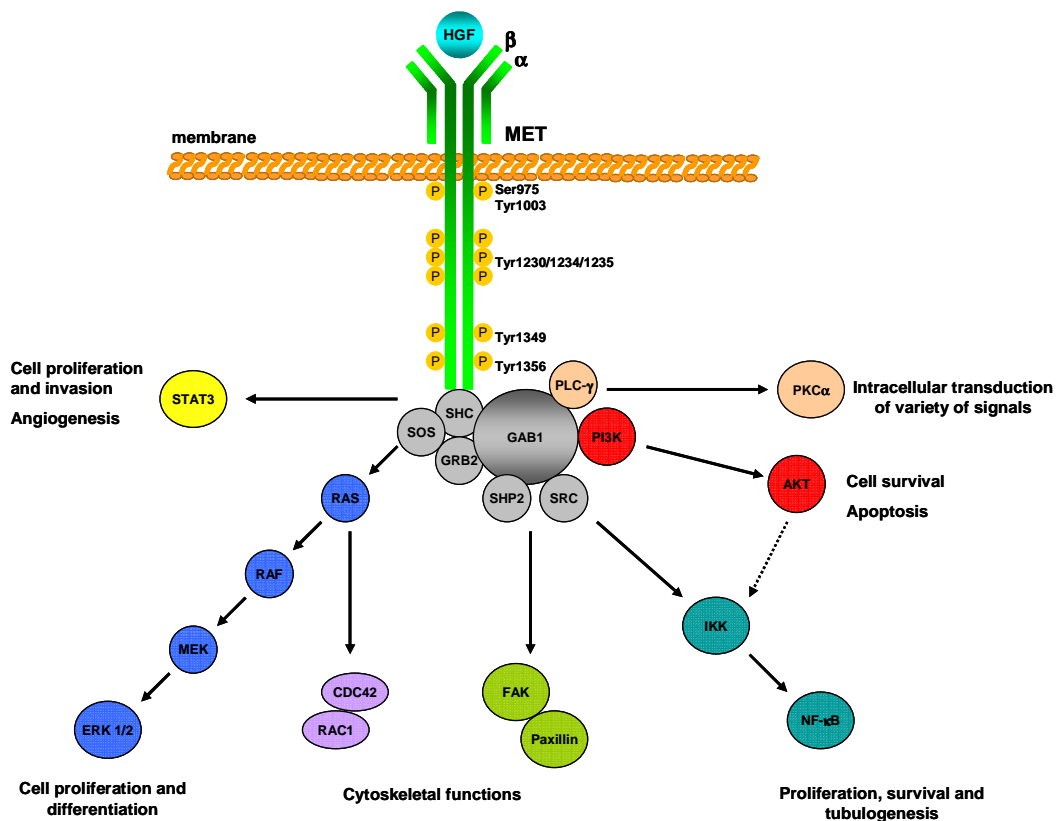 HGF
β
α
MET
membrane
P
P
Ser975
Tyr1003
P
P
P
P
Tyr1230/1234/1235
P
P
P
P
Tyr1349
P
P
Tyr1356
Cell proliferation
and invasion
Angiogenesis
STAT3
SHC
SOS
GRB2
GAB1
PLC-γ
PI3K
SHP2
SRC
PKCα
Intracellular transduction
of variety of signals
AKT
Cell survival
Apoptosis
RAS
RAF
MEK
ERK 1/2
CDC42
RAC1
FAK
Paxillin
IKK
NF-κB
Cell proliferation and
differentiation
Cytoskeletal functions
Proliferation, survival and
tubulogenesis